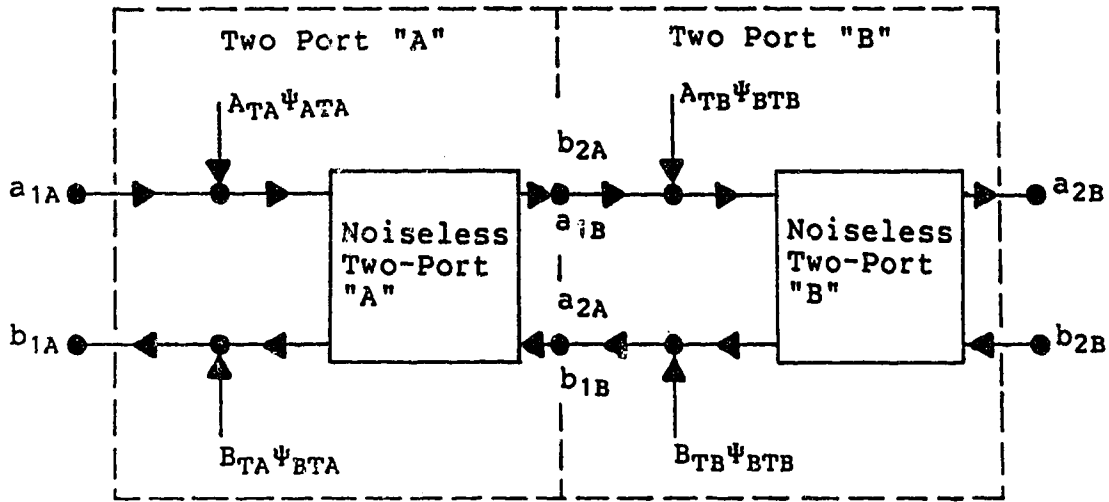 Two Port "A"
Two Port "B"
A_TA Ψ_ATA
A_TB Ψ_BTB
b_2A
a_1A
a_2B
a_1B
Noiseless
Two-Port
"A"
Noiseless
Two-Port
"B"
a_2A
b_1A
b_2B
b_1B
B_TA Ψ_BTA
B_TB Ψ_BTB